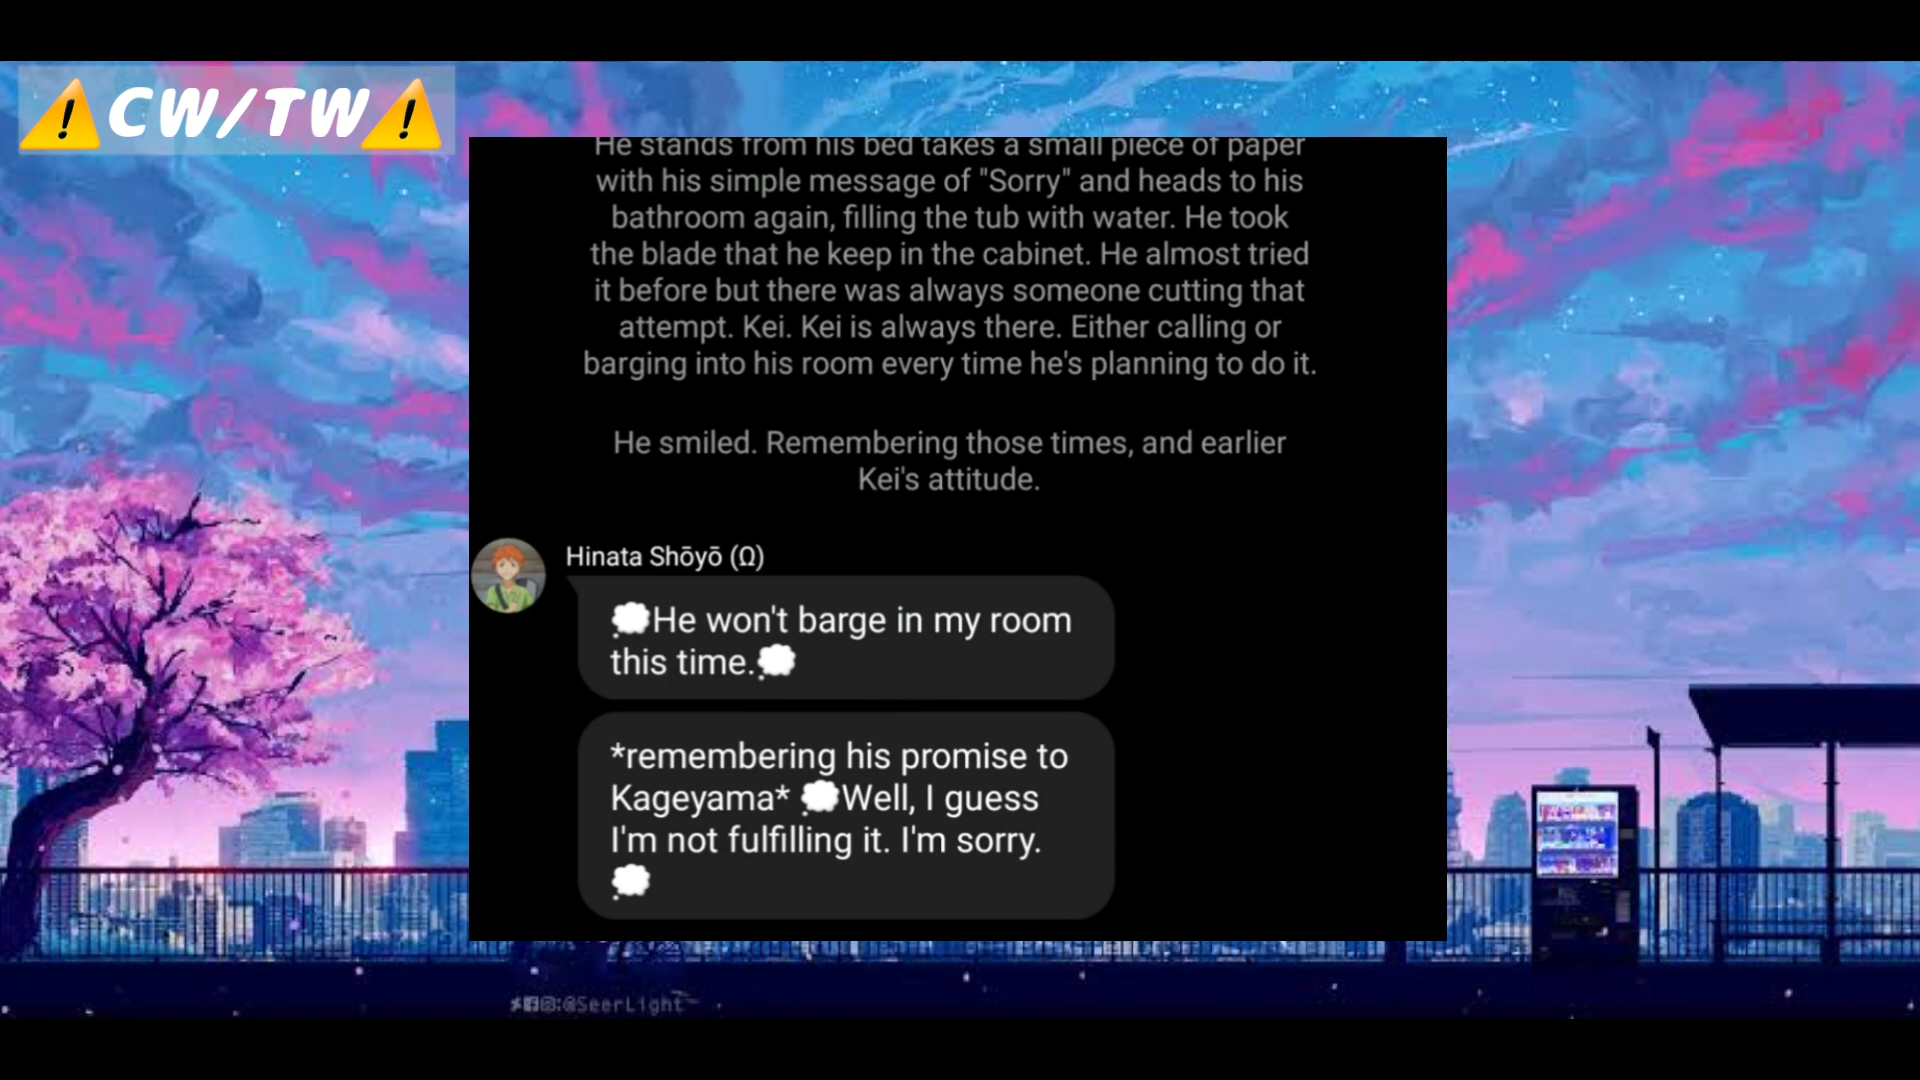 ⚠️CW/TW⚠️
He stands from his bed takes a small piece of paper
with his simple message of "Sorry" and heads to his
bathroom again, filling the tub with water. He took
the blade that he keep in the cabinet. He almost tried
it before but there was always someone cutting that
attempt. Kei. Kei is always there. Either calling or
barging into his room every time he's planning to do it.
He smiled. Remembering those times, and earlier
Kei's attitude.
Hinata Shōyō (Ω)
💭He won't barge in my room
this time.💭
*remembering his promise to
Kageyama* 💭Well, I guess
I'm not fulfilling it. I'm sorry.
💭
@SeerLight